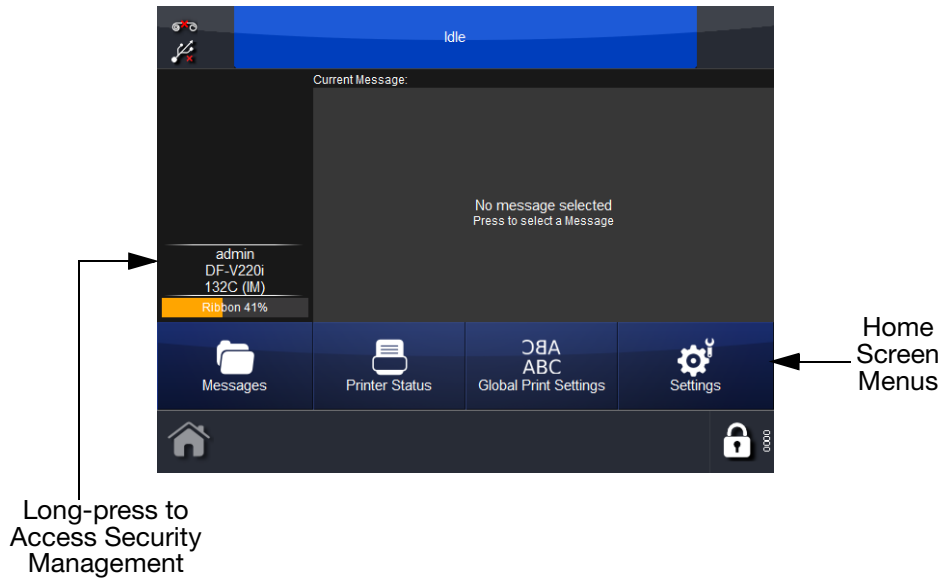 Idle
Current Message:
No message selected
Press to select a Message
admin
DF-V220i
132C (IM)
Ribbon 41%
Messages
Printer Status
ABC
ABC
Global Print Settings
Settings
0000
Home
Screen
Menus
Long-press to
Access Security
Management